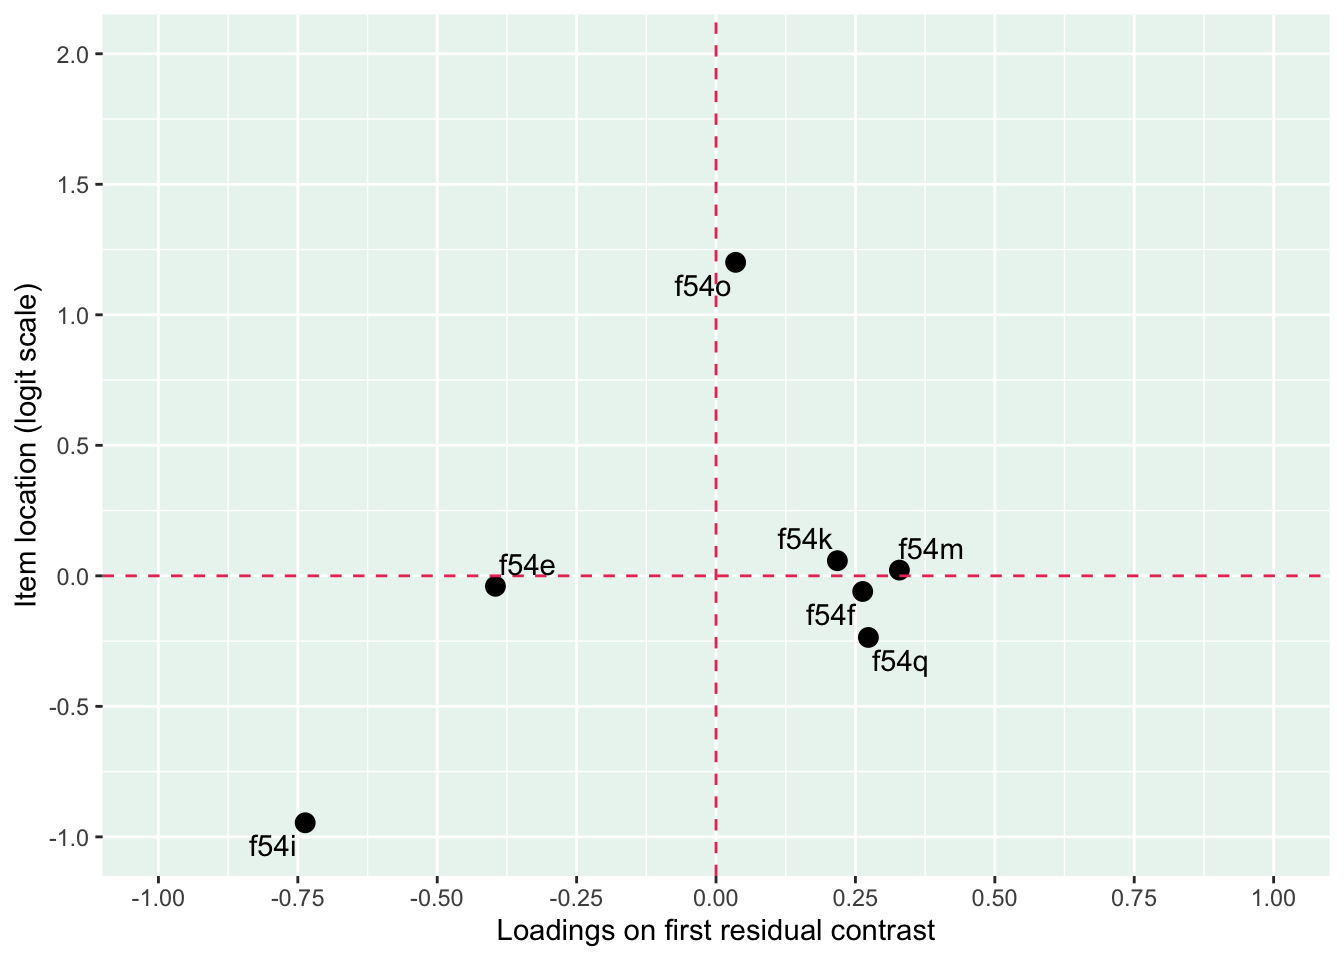 2.0
1.5
1.0
0.5
0.0
-0.5
-1.0
Item location (logit scale)
f54o
f54k
f54m
f54e
f54f
f54q
f54i
-1.00 -0.75 -0.50 -0.25 0.00 0.25 0.50 0.75 1.00
Loadings on first residual contrast